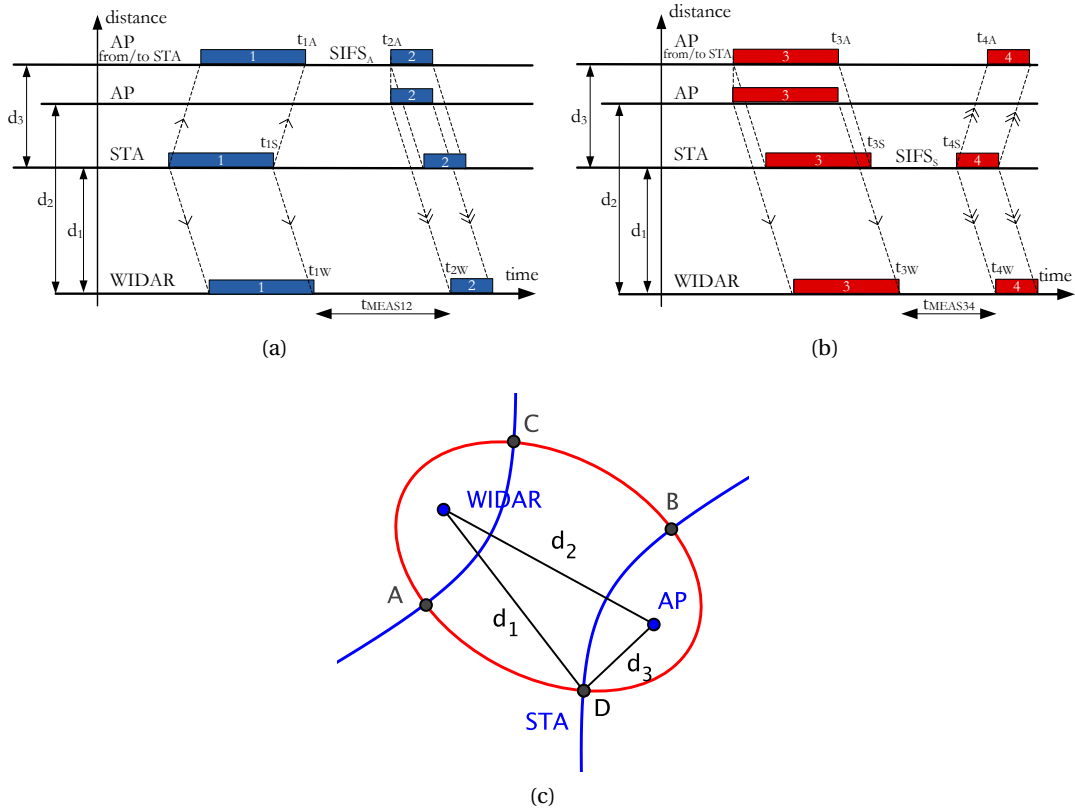 distance
AP
from/to STA
t1A
SIFSA
t2A
1
2
AP
2
d3
STA
t1S
1
2
d2
d1
WIDAR
t1W
t2W
time
1
2
tMEAS12
(a)
distance
AP
from/to STA
t3A
t4A
3
4
AP
3
d3
STA
t3S
SIFSS
t4S
3
4
d2
d1
WIDAR
t3W
t4W
time
3
4
tMEAS34
(b)
C
WIDAR
B
d2
A
AP
d1
d3
STA
D
(c)